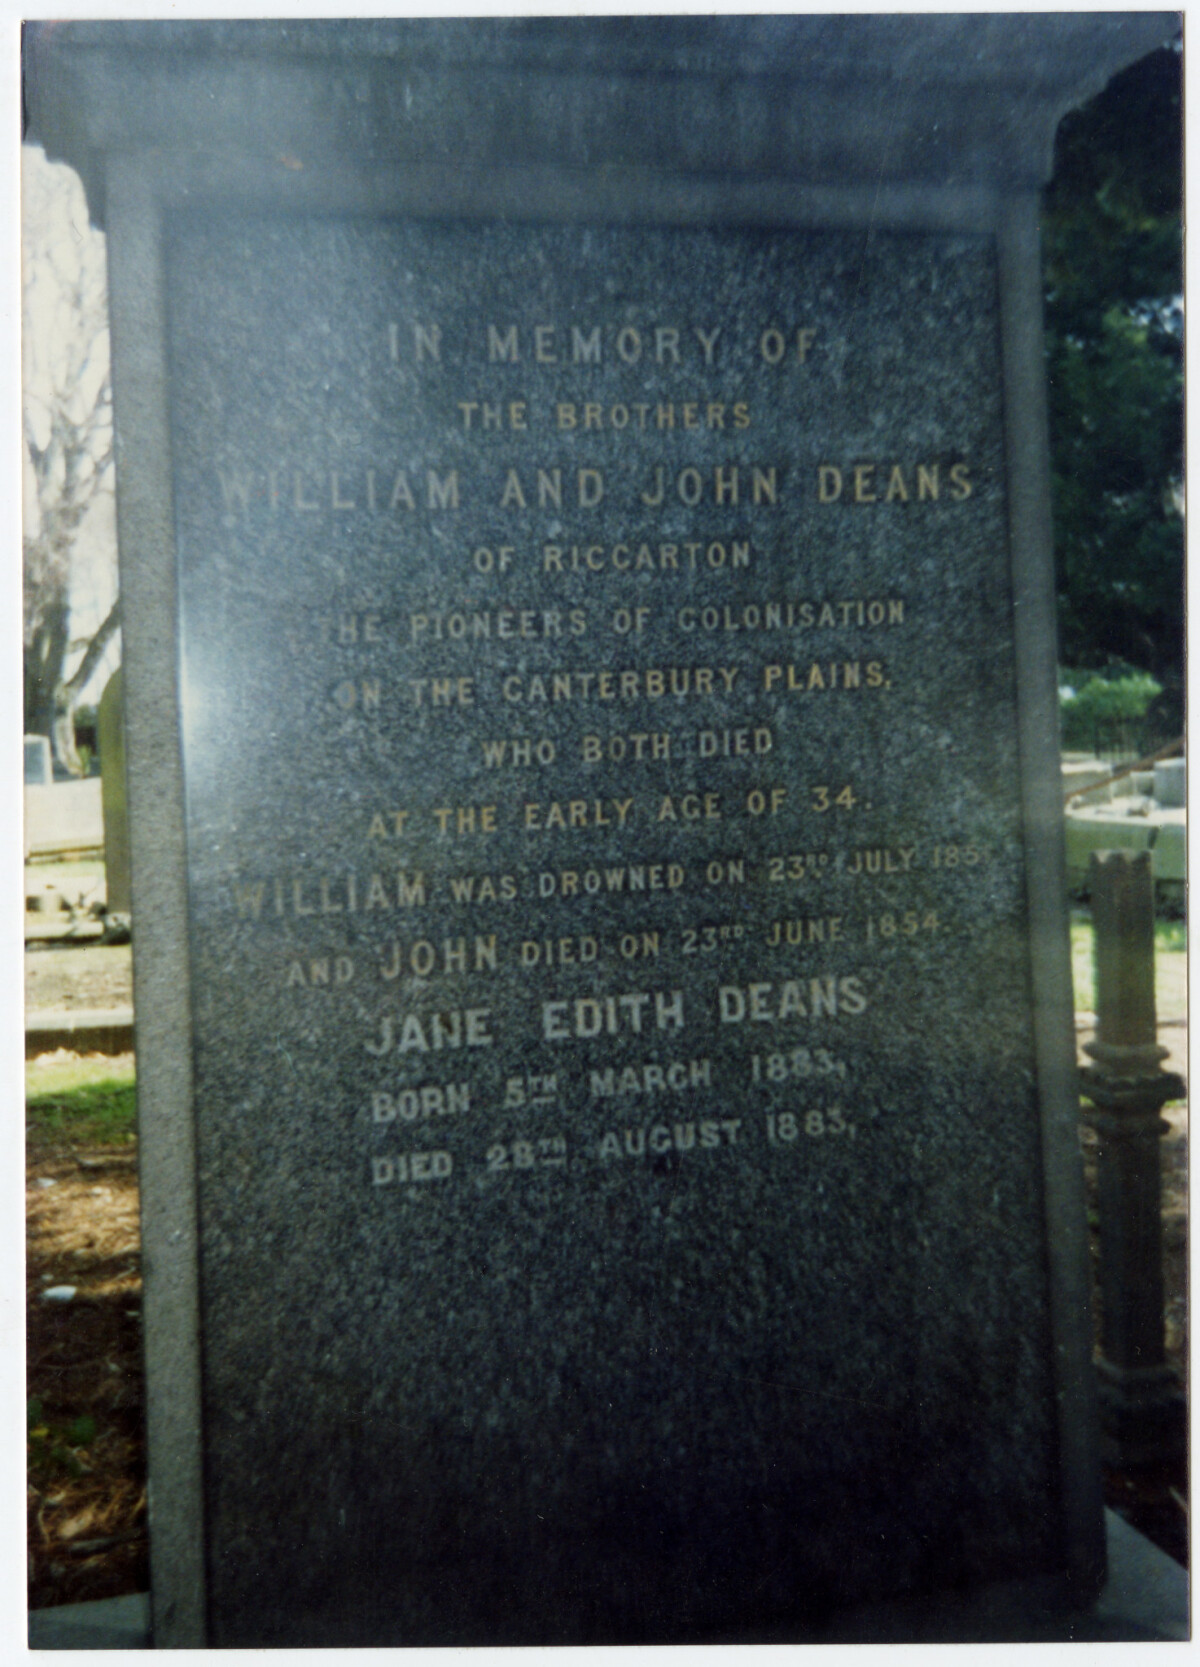 IN MEMORY OF
THE BROTHERS
WILLIAM AND JOHN DEANS
OF RICCARTON
THE PIONEERS OF COLONISATION
ON THE CANTERBURY PLAINS,
WHO BOTH DIED
AT THE EARLY AGE OF 34.
WILLIAM WAS DROWNED ON 23RD JULY
AND JOHN DIED ON 23RD JUNE 1854.
JANE EDITH DEANS
BORN 5TH MARCH 1883,
DIED 28TH AUGUST 1883,